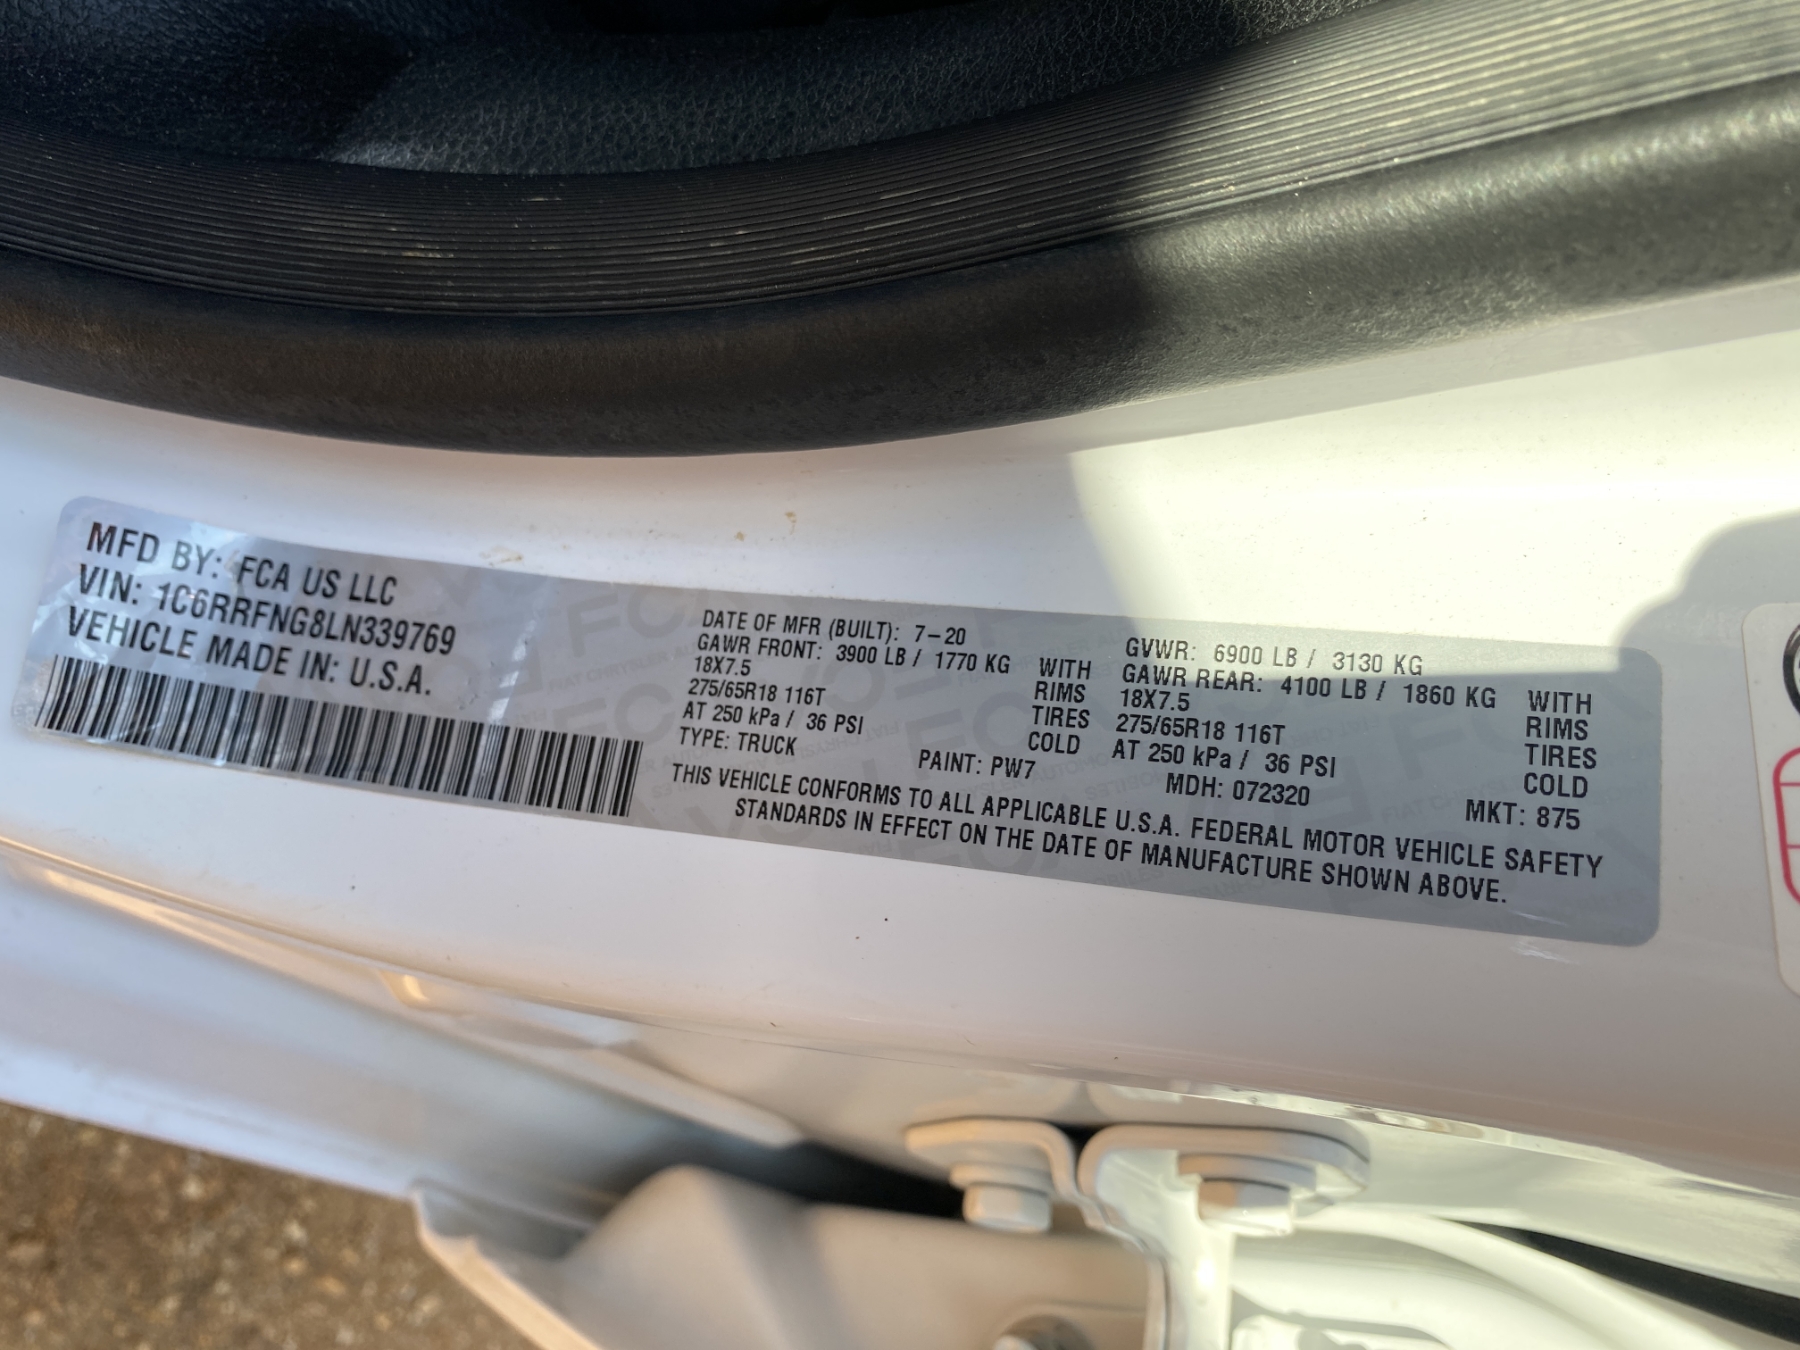 MFD BY: FCA US LLC
VIN: 1C6RRFNG8LN339769
VEHICLE MADE IN: U.S.A.
DATE OF MFR (BUILT): 7-20
GAWR FRONT: 3900 LB / 1770 KG WITH
18X7.5 RIMS
275/65R18 116T TIRES
AT 250 kPa / 36 PSI COLD
TYPE: TRUCK
PAINT: PW7
GVWR: 6900 LB / 3130 KG
GAWR REAR: 4100 LB / 1860 KG WITH
18X7.5 RIMS
275/65R18 116T TIRES
AT 250 kPa / 36 PSI COLD
MDH: 072320
MKT: 875
THIS VEHICLE CONFORMS TO ALL APPLICABLE U.S.A. FEDERAL MOTOR VEHICLE SAFETY
STANDARDS IN EFFECT ON THE DATE OF MANUFACTURE SHOWN ABOVE.